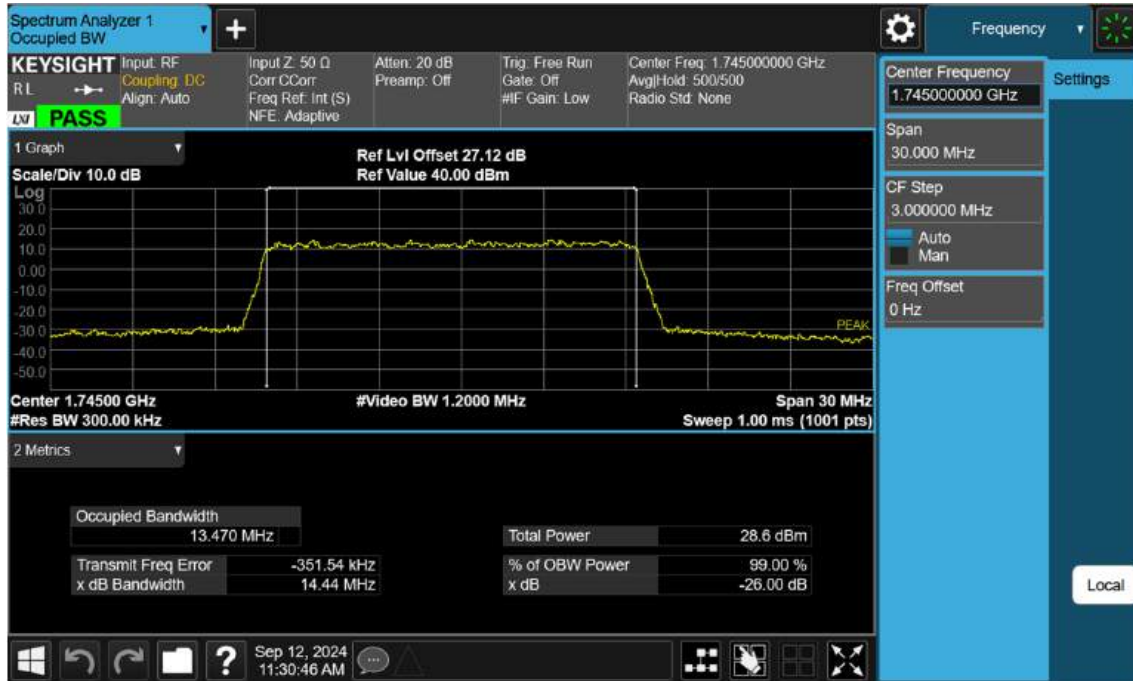 Spectrum Analyzer 1
Occupied BW
+
Frequency
KEYSIGHT
R L
LXI
PASS
Input: RF
Coupling: DC
Align: Auto
Input Z: 50 Ω
Corr CCorr
Freq Ref: Int (S)
NFE: Adaptive
Atten: 20 dB
Preamp: Off
Trig: Free Run
Gate: Off
#IF Gain: Low
Center Freq: 1.745000000 GHz
Avg|Hold: 500/500
Radio Std: None
1 Graph
Scale/Div 10.0 dB
Ref Lvl Offset 27.12 dB
Ref Value 40.00 dBm
Log
30.0
20.0
10.0
0.00
-10.0
-20.0
-30.0
-40.0
-50.0
PEAK
Center 1.74500 GHz
#Video BW 1.2000 MHz
Span 30 MHz
#Res BW 300.00 kHz
Sweep 1.00 ms (1001 pts)
2 Metrics
Occupied Bandwidth
13.470 MHz
Total Power 28.6 dBm
Transmit Freq Error -351.54 kHz
% of OBW Power 99.00 %
x dB Bandwidth 14.44 MHz
x dB -26.00 dB
Center Frequency
1.745000000 GHz
Settings
Span
30.000 MHz
CF Step
3.000000 MHz
Auto
Man
Freq Offset
0 Hz
Local
?
Sep 12, 2024
11:30:46 AM